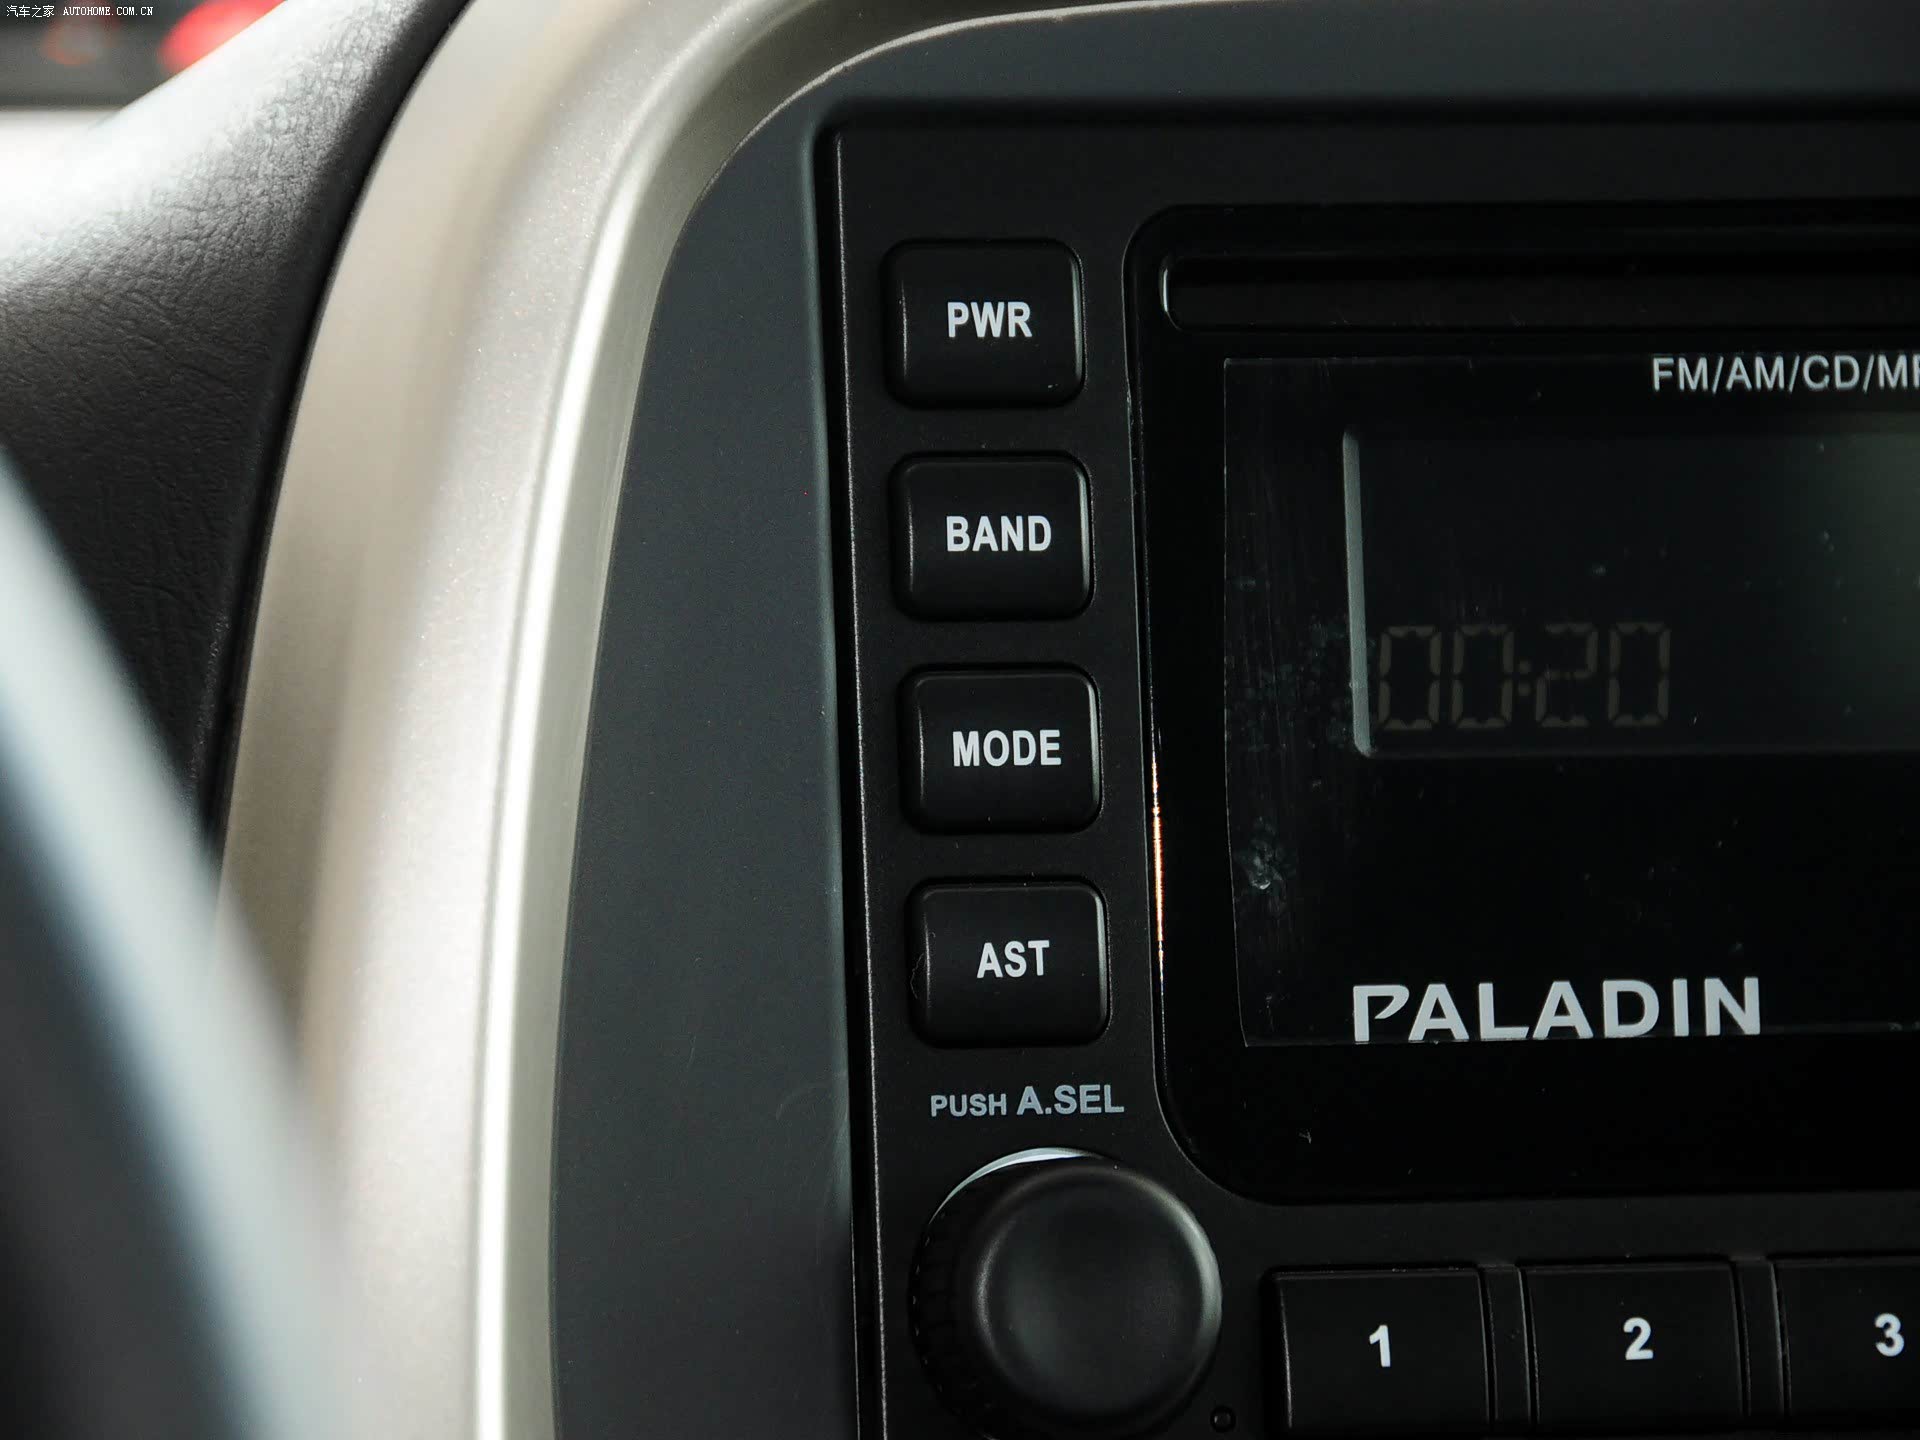 汽车之家 AUTOHOME.COM.CN
PWR
FM/AM/CD/MP
BAND
00:20
MODE
AST
PALADIN
PUSH A.SEL
1
2
3